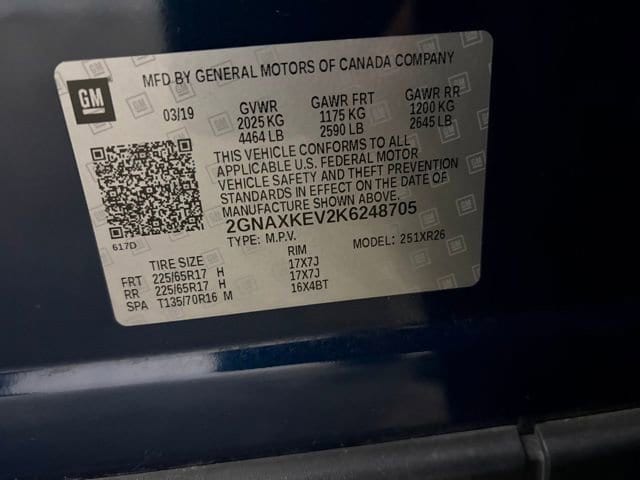 MFD BY GENERAL MOTORS OF CANADA COMPANY
GM
03/19 GVWR GAWR FRT GAWR RR
2025 KG 1175 KG 1200 KG
4464 LB 2590 LB 2645 LB
THIS VEHICLE CONFORMS TO ALL
APPLICABLE U.S. FEDERAL MOTOR
VEHICLE SAFETY AND THEFT PREVENTION
STANDARDS IN EFFECT ON THE DATE OF
MANUFACTURE SHOWN ABOVE.
2GNAXKEV2K6248705
617D TYPE: M.P.V. MODEL: 251XR26
TIRE SIZE RIM
FRT 225/65R17 H 17X7J
RR 225/65R17 H 17X7J
SPA T135/70R16 M 16X4BT